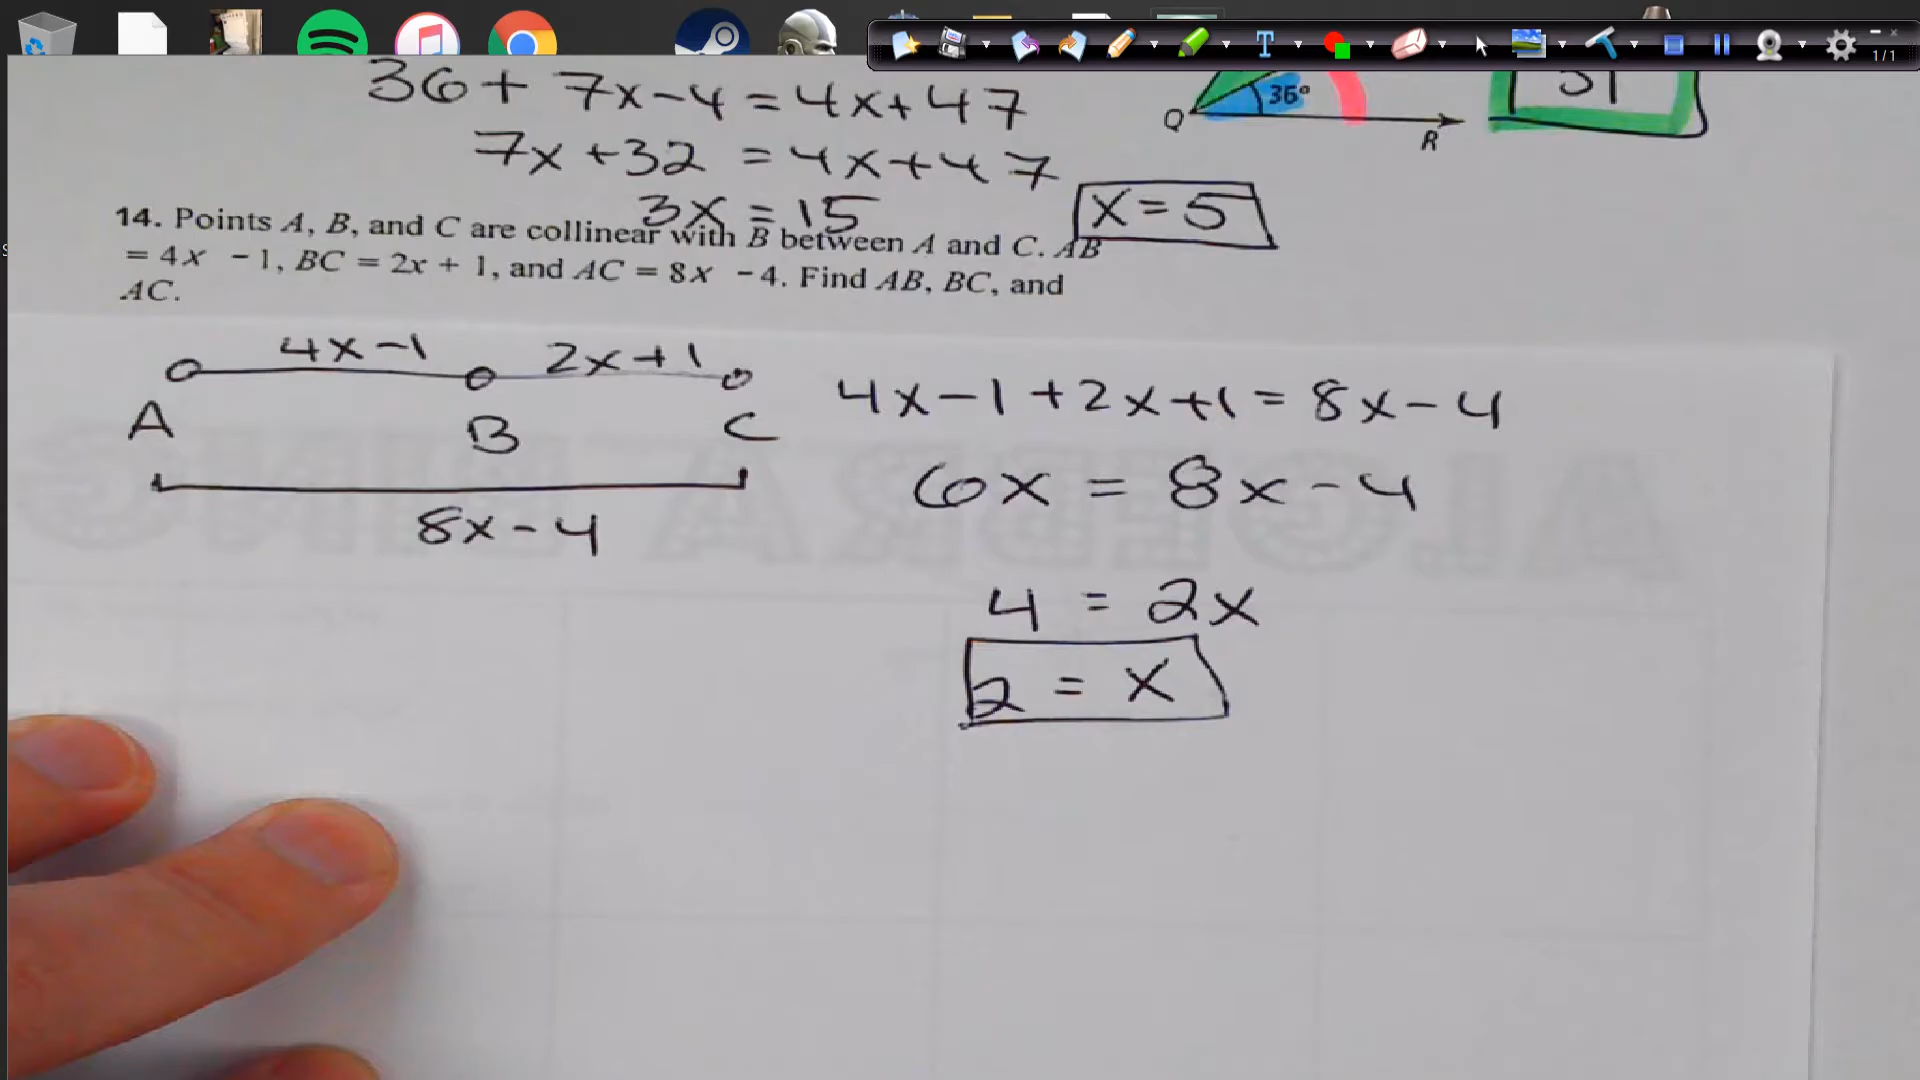 1/1
36 + 7x - 4 = 4x + 47
36°
Q
R
7x + 32 = 4x + 47
3x = 15
x = 5
14. Points A, B, and C are collinear with B between A and C. AB
= 4x - 1, BC = 2x + 1, and AC = 8x - 4. Find AB, BC, and
AC.
4x - 1
2x + 1
A
B
C
8x - 4
4x - 1 + 2x + 1 = 8x - 4
6x = 8x - 4
4 = 2x
2 = x